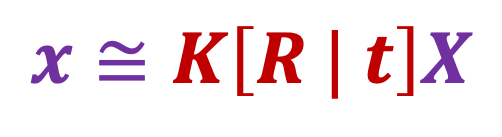 x ≅ K[R | t]X